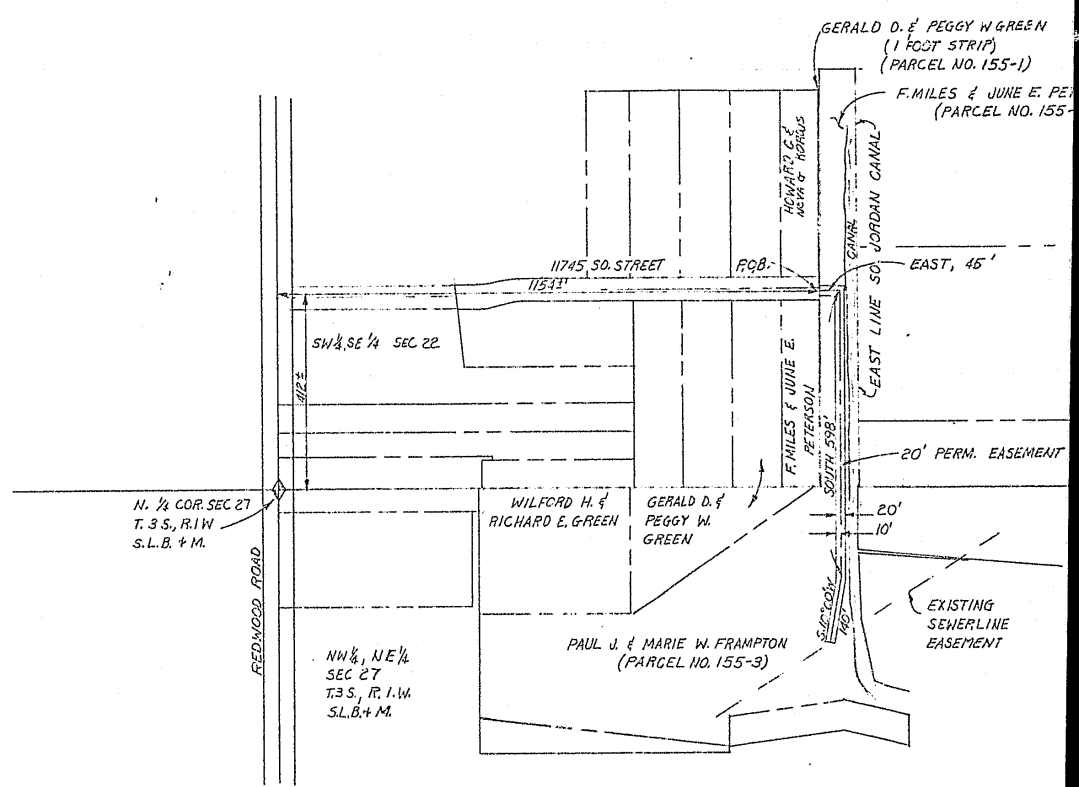 GERALD D. & PEGGY W GREEN
(1 FOOT STRIP)
(PARCEL NO. 155-1)
F. MILES & JUNE E.
(PARCEL NO. 155-
HOWARD C &
EAST LINE SO. JORDAN CANAL
CANAL
11745 SO. STREET
P.O.B.
EAST, 45'
1154±'
SW¼, SE ¼ SEC 22
412±
F. MILES & JUNE E.
PETERSON
SOUTH 598'
20' PERM. EASEMENT
N. ¼ COR. SEC 27
T. 3 S., R. 1 W
S.L.B. + M.
WILFORD H. &
RICHARD E. GREEN
GERALD D. &
PEGGY W.
GREEN
20'
10'
REDWOOD ROAD
S. 10° 00' W
140'
EXISTING
SEWERLINE
EASEMENT
PAUL J. & MARIE W. FRAMPTON
(PARCEL NO. 155-3)
NW¼, NE¼
SEC 27
T. 3 S., R. 1. W.
S.L.B. + M.